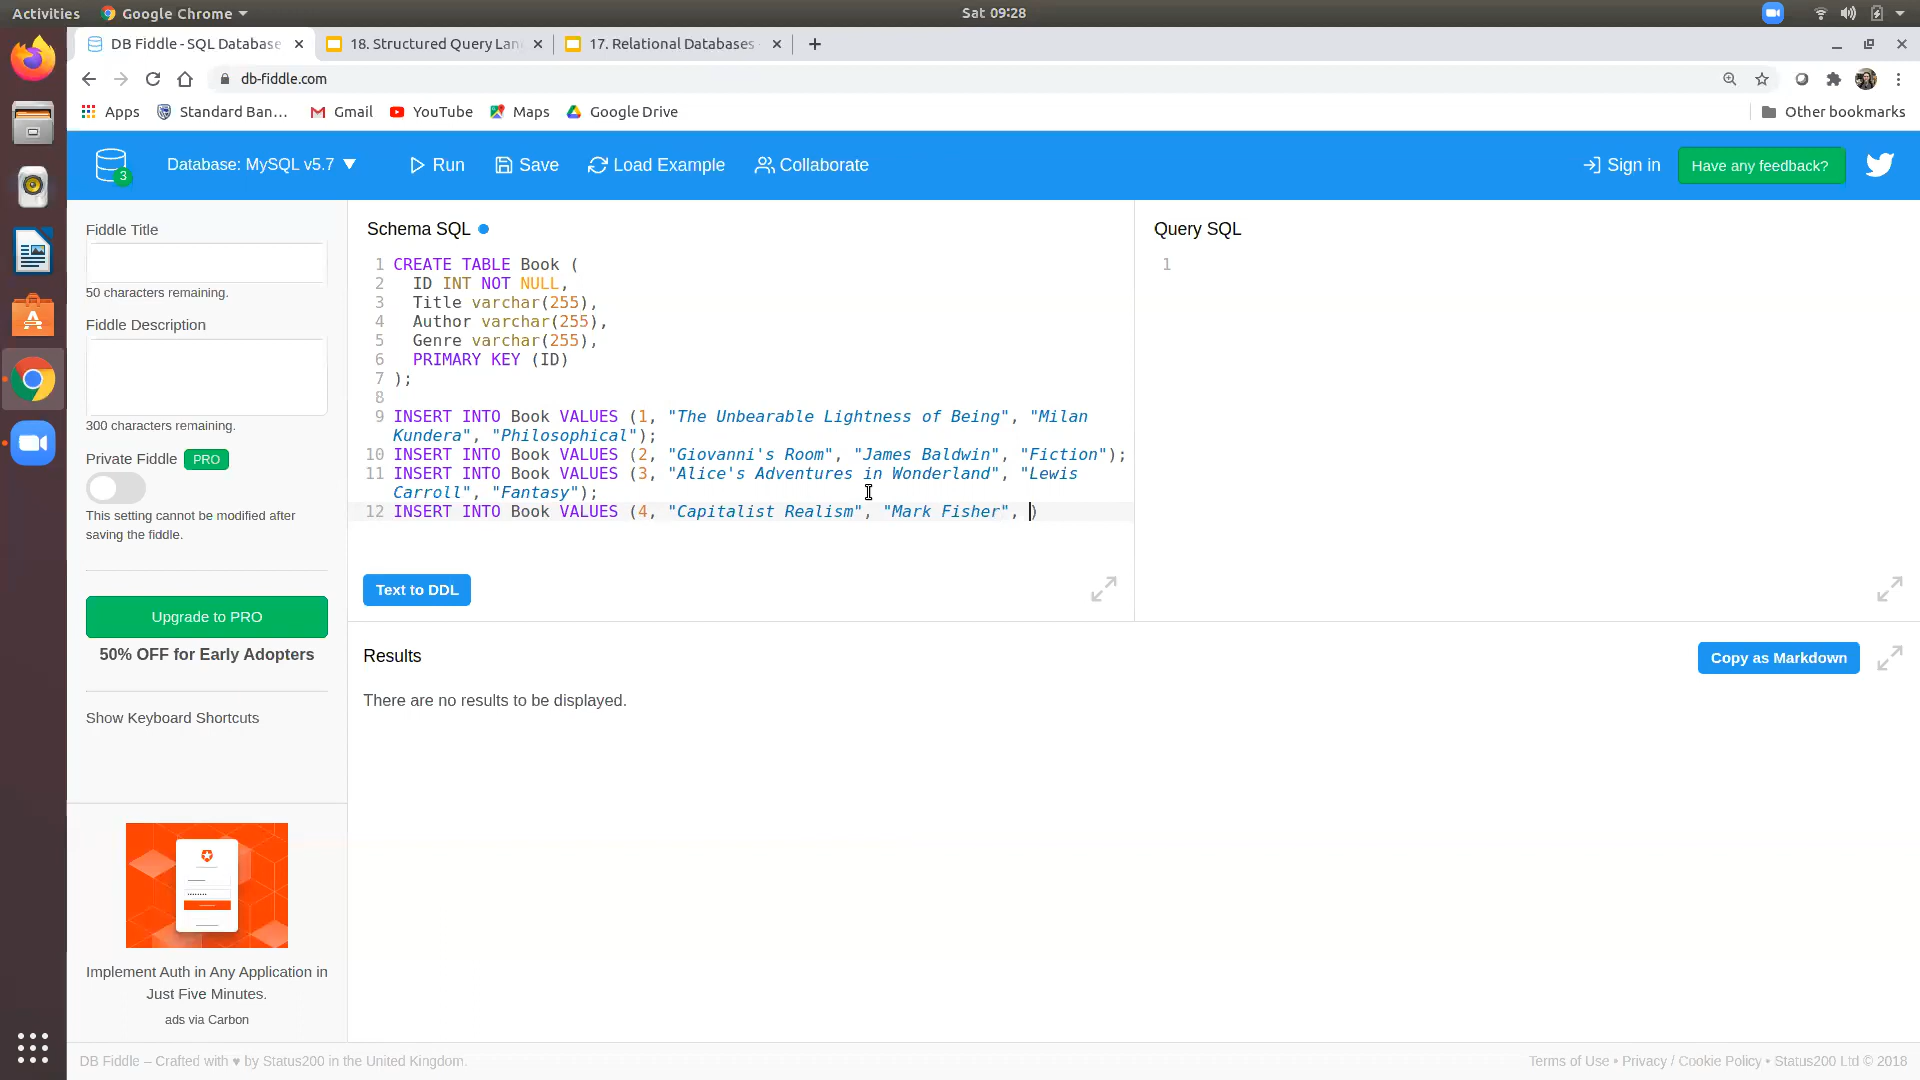 Activities
Google Chrome
Sat 09:28
DB Fiddle - SQL Database
18. Structured Query Lan
17. Relational Databases
db-fiddle.com
Apps
Standard Ban...
Gmail
YouTube
Maps
Google Drive
Other bookmarks
3
Database: MySQL v5.7
Run
Save
Load Example
Collaborate
Sign in
Have any feedback?
Fiddle Title
50 characters remaining.
Fiddle Description
300 characters remaining.
Private Fiddle PRO
This setting cannot be modified after
saving the fiddle.
Upgrade to PRO
50% OFF for Early Adopters
Show Keyboard Shortcuts
Implement Auth in Any Application in
Just Five Minutes.
ads via Carbon
Schema SQL
1 CREATE TABLE Book (
2 ID INT NOT NULL,
3 Title varchar(255),
4 Author varchar(255),
5 Genre varchar(255),
6 PRIMARY KEY (ID)
7 );
8
9 INSERT INTO Book VALUES (1, "The Unbearable Lightness of Being", "Milan
Kundera", "Philosophical");
10 INSERT INTO Book VALUES (2, "Giovanni's Room", "James Baldwin", "Fiction");
11 INSERT INTO Book VALUES (3, "Alice's Adventures in Wonderland", "Lewis
Carroll", "Fantasy");
12 INSERT INTO Book VALUES (4, "Capitalist Realism", "Mark Fisher", )
Text to DDL
Query SQL
1
Results
Copy as Markdown
There are no results to be displayed.
DB Fiddle – Crafted with ♥ by Status200 in the United Kingdom.
Terms of Use • Privacy / Cookie Policy • Status200 Ltd © 2018